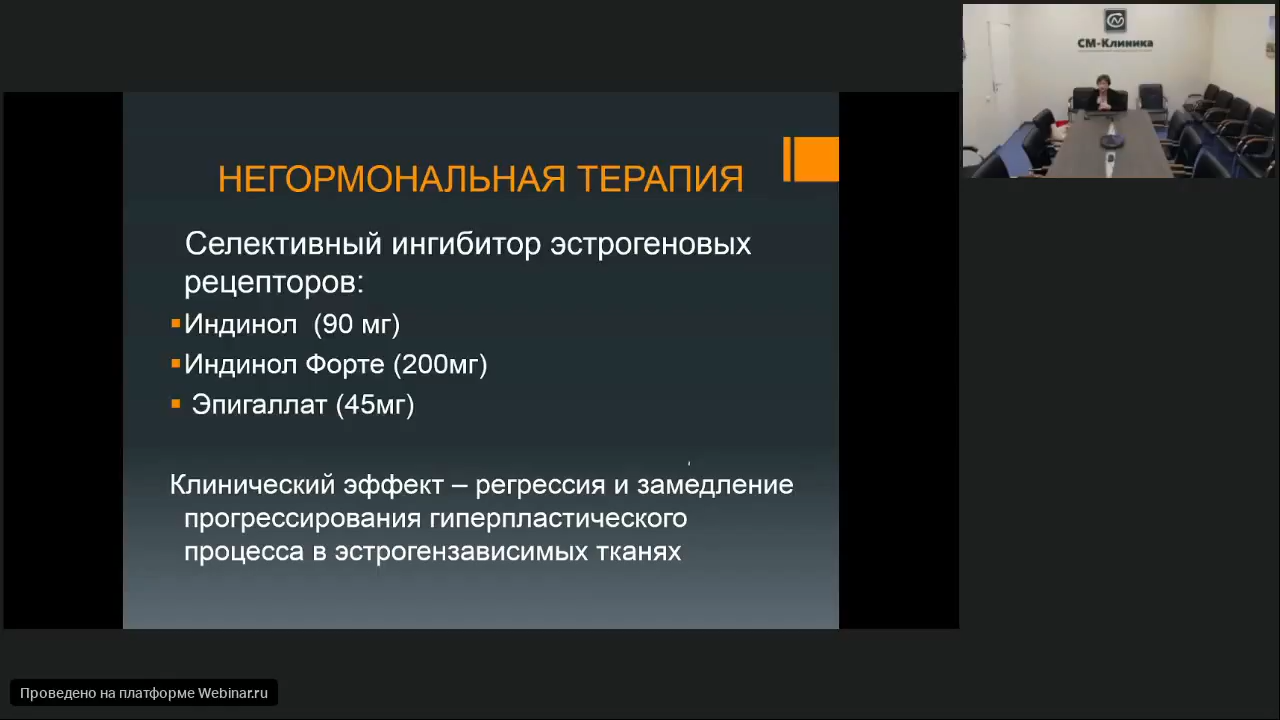 СМ-Клиника
НЕГОРМОНАЛЬНАЯ ТЕРАПИЯ
Селективный ингибитор эстрогеновых
рецепторов:
Индинол (90 мг)
Индинол Форте (200мг)
Эпигаллат (45мг)
Клинический эффект – регрессия и замедление
прогрессирования гиперпластического
процесса в эстрогензависимых тканях
Проведено на платформе Webinar.ru